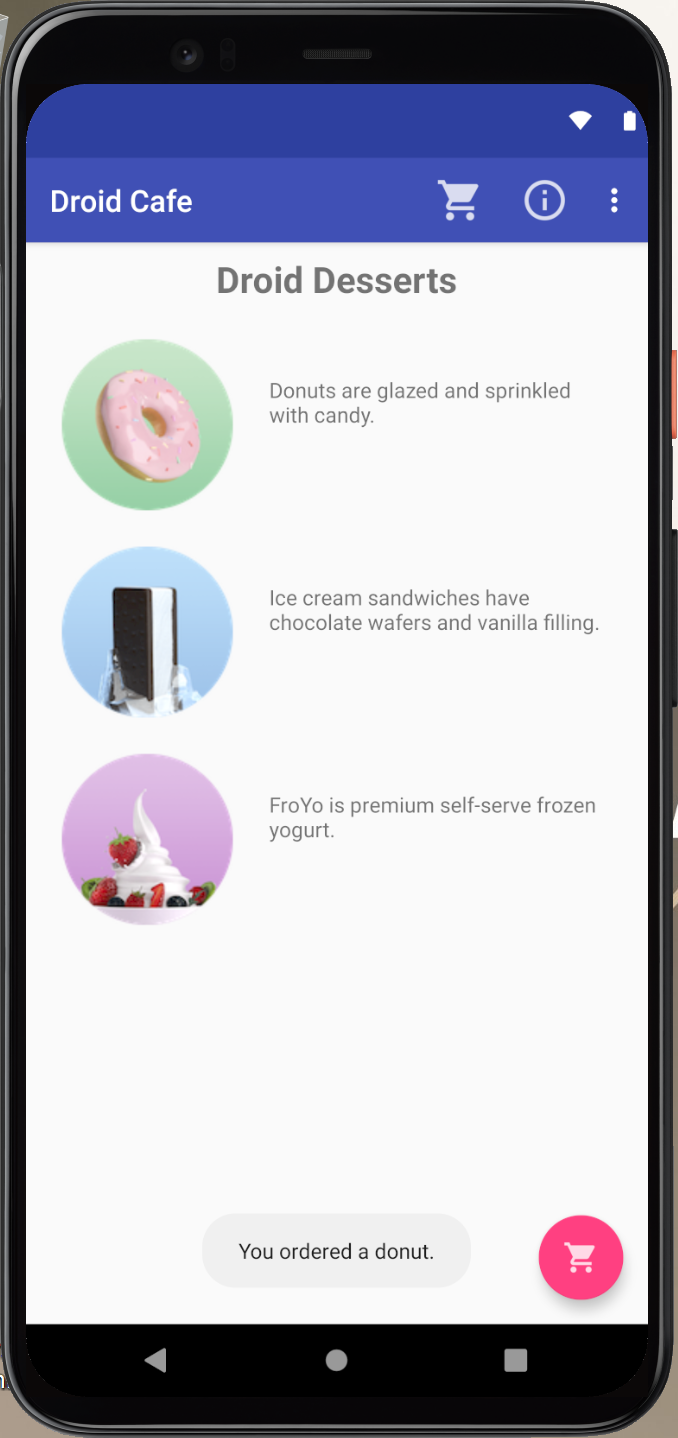 Droid Cafe
Droid Desserts
Donuts are glazed and sprinkled
with candy.
Ice cream sandwiches have
chocolate wafers and vanilla filling.
FroYo is premium self-serve frozen
yogurt.
You ordered a donut.